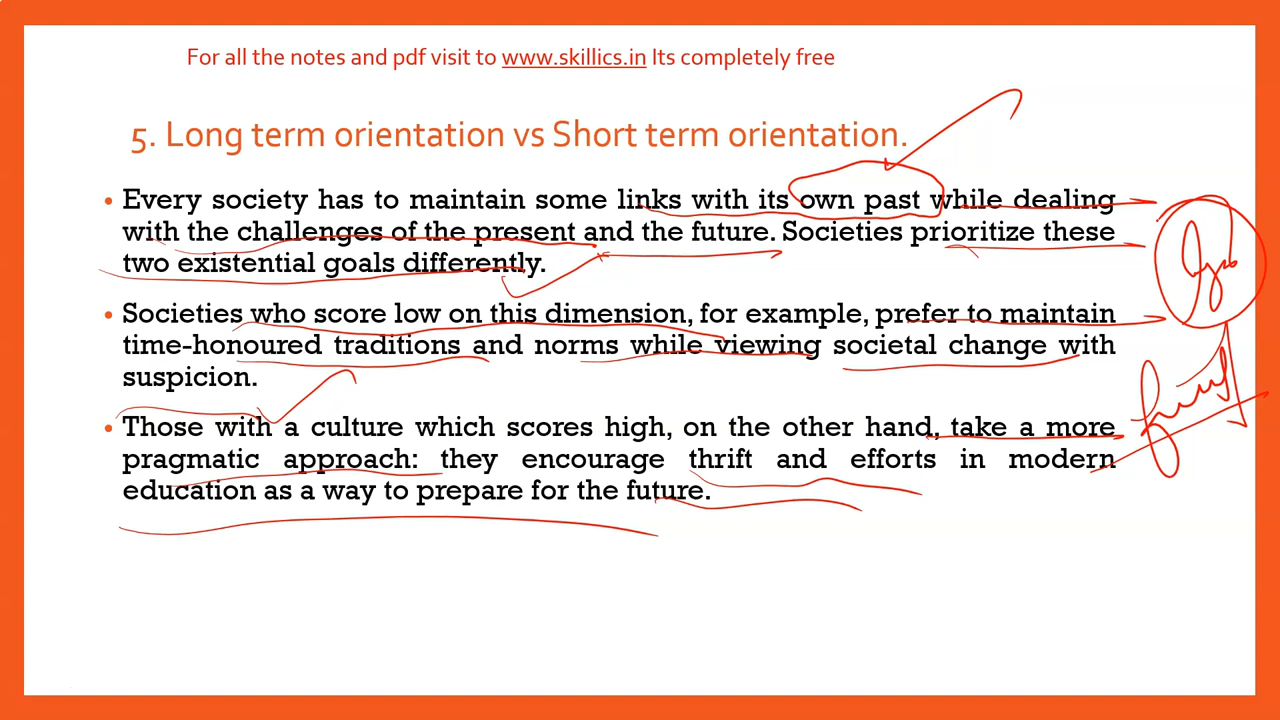 For all the notes and pdf visit to www.skillics.in Its completely free
5. Long term orientation vs Short term orientation.
• Every society has to maintain some links with its own past while dealing
with the challenges of the present and the future. Societies prioritize these
two existential goals differently.
• Societies who score low on this dimension, for example, prefer to maintain
time-honoured traditions and norms while viewing societal change with
suspicion.
• Those with a culture which scores high, on the other hand, take a more
pragmatic approach: they encourage thrift and efforts in modern
education as a way to prepare for the future.